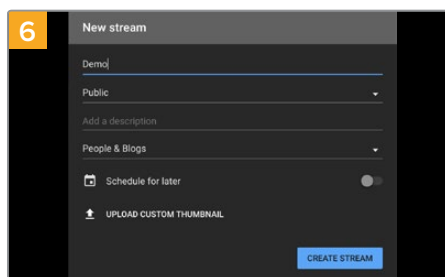 6
New stream
Demo
Public
Add a description
People & Blogs
Schedule for later
UPLOAD CUSTOM THUMBNAIL
CREATE STREAM